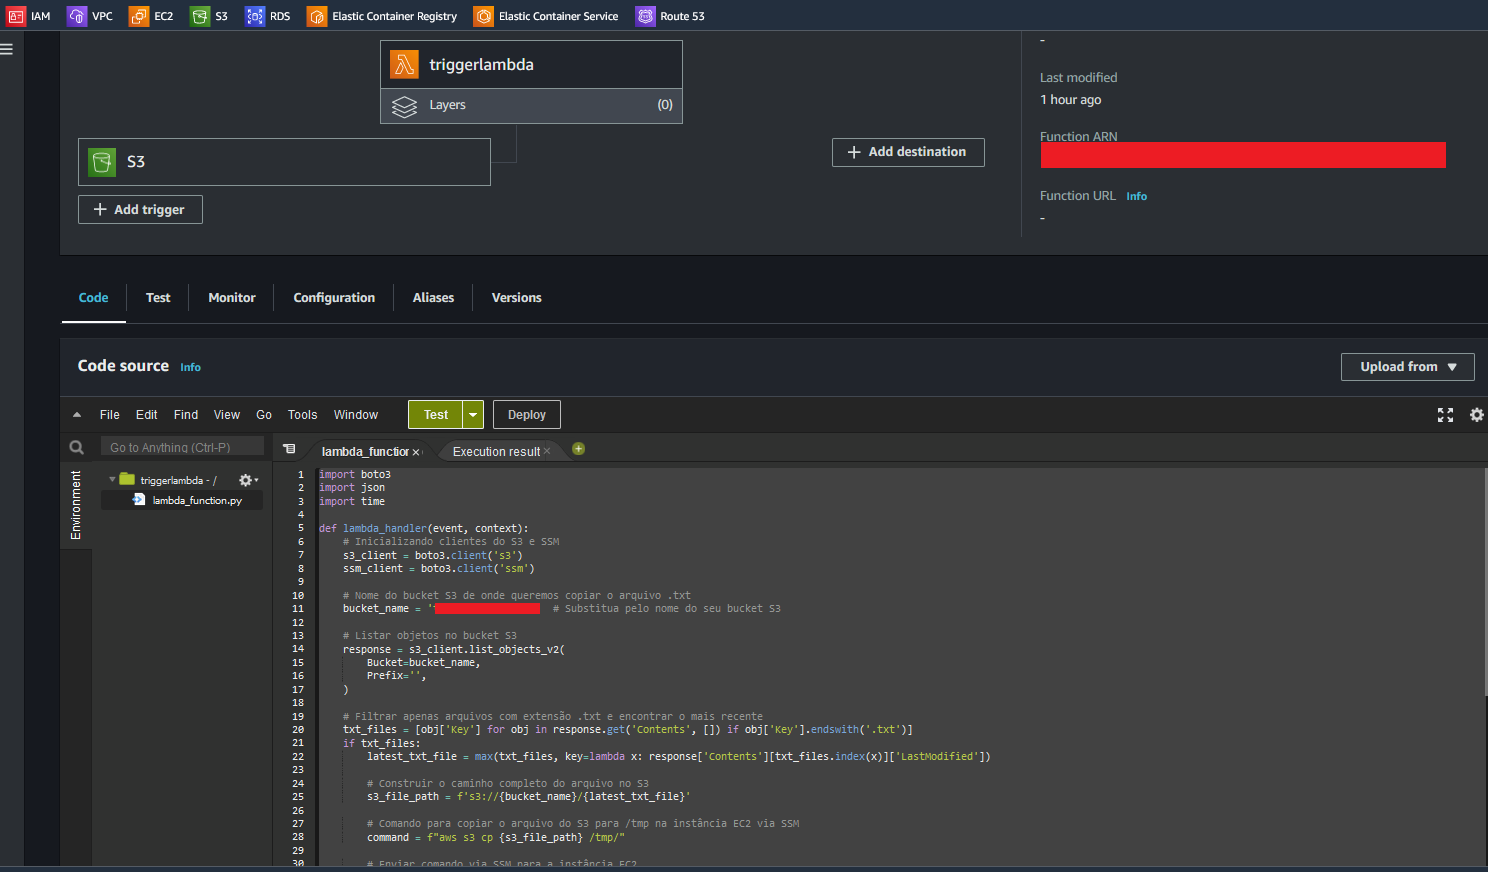 IAM VPC EC2 S3 RDS Elastic Container Registry Elastic Container Service Route 53
triggerlambda
Layers (0)
S3
+ Add trigger
+ Add destination
-
Last modified
1 hour ago
Function ARN
Function URL Info
-
Code Test Monitor Configuration Aliases Versions
Code source Info
Upload from
File Edit Find View Go Tools Window Test Deploy
Go to Anything (Ctrl-P)
lambda_function × Execution result ×
Environment
triggerlambda - /
lambda_function.py
1 import boto3
2 import json
3 import time
4
5 def lambda_handler(event, context):
6 # Inicializando clientes do S3 e SSM
7 s3_client = boto3.client('s3')
8 ssm_client = boto3.client('ssm')
9
10 # Nome do bucket S3 de onde queremos copiar o arquivo .txt
11 bucket_name = ' # Substitua pelo nome do seu bucket S3
12
13 # Listar objetos no bucket S3
14 response = s3_client.list_objects_v2(
15 Bucket=bucket_name,
16 Prefix='',
17 )
18
19 # Filtrar apenas arquivos com extensão .txt e encontrar o mais recente
20 txt_files = [obj['Key'] for obj in response.get('Contents', []) if obj['Key'].endswith('.txt')]
21 if txt_files:
22 latest_txt_file = max(txt_files, key=lambda x: response['Contents'][txt_files.index(x)]['LastModified'])
23
24 # Construir o caminho completo do arquivo no S3
25 s3_file_path = f's3://{bucket_name}/{latest_txt_file}'
26
27 # Comando para copiar o arquivo do S3 para /tmp na instância EC2 via SSM
28 command = f"aws s3 cp {s3_file_path} /tmp/"
29
30 # Enviar comando via SSM para a instância EC2